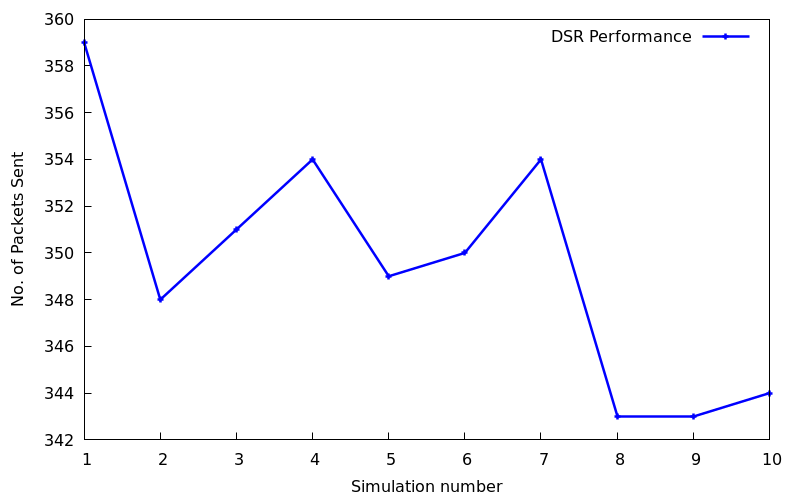 360
358
356
354
352
350
348
346
344
342
No. of Packets Sent
DSR Performance
1 2 3 4 5 6 7 8 9 10
Simulation number